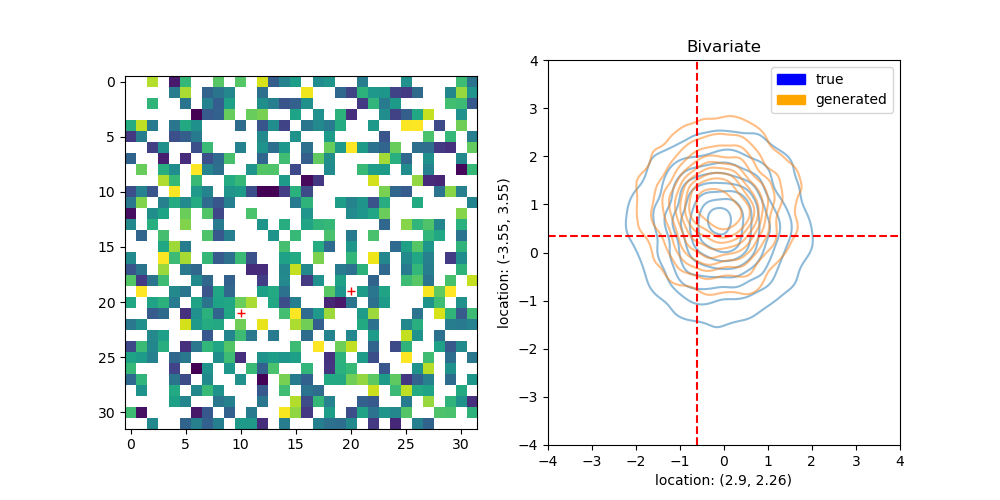 Bivariate
0
5
10
15
20
25
30
0 5 10 15 20 25 30
4
3
2
1
0
−1
−2
−3
−4
−4 −3 −2 −1 0 1 2 3 4
location: (-3.55, 3.55)
location: (2.9, 2.26)
true
generated